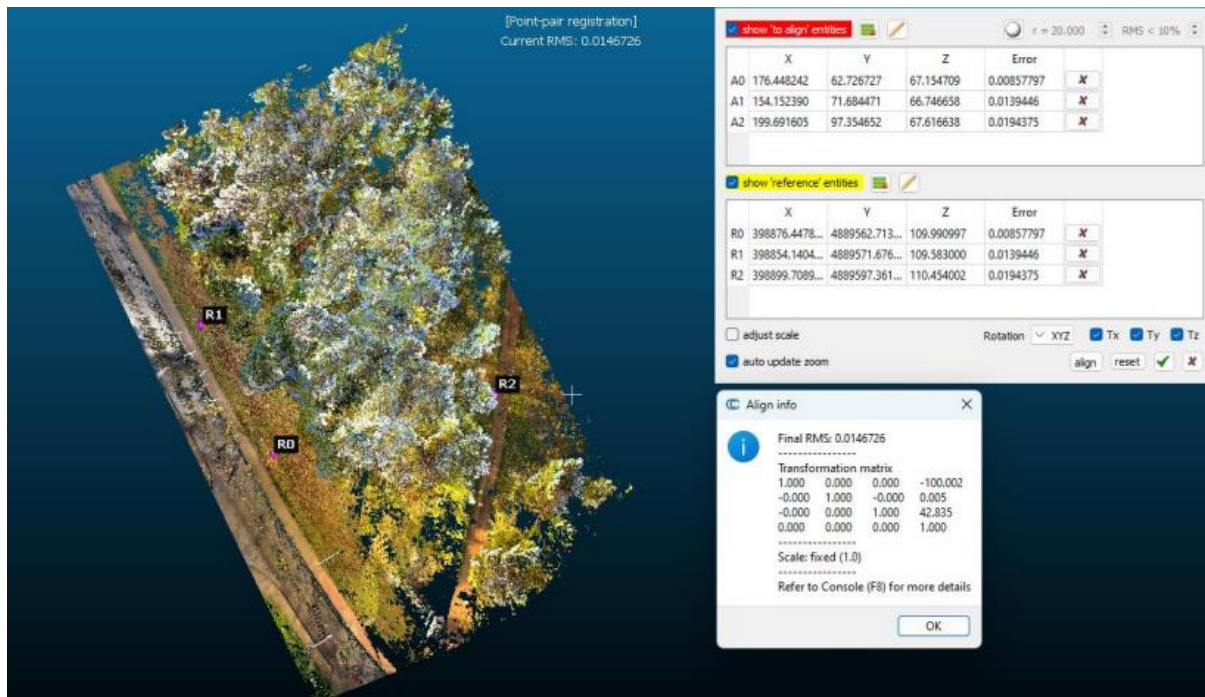 [Point-pair registration]
Current RMS: 0.0146726
show 'to align' entities
r = 20.000 RMS < 10%
X Y Z Error
A0 176.448242 62.726727 67.154709 0.00857797
A1 154.152390 71.684471 66.746658 0.0139446
A2 199.691605 97.354652 67.616638 0.0194375
show 'reference' entities
X Y Z Error
R0 398876.4478... 4889562.713... 109.990997 0.00857797
R1 398854.1404... 4889571.676... 109.583000 0.0139446
R2 398899.7089... 4889597.361... 110.454002 0.0194375
adjust scale Rotation XYZ Tx Ty Tz
auto update zoom align reset
R1
R2
R0
Align info
Final RMS: 0.0146726
----------------
Transformation matrix
1.000 0.000 0.000 -100.002
-0.000 1.000 -0.000 0.005
-0.000 0.000 1.000 42.835
0.000 0.000 0.000 1.000
----------------
Scale: fixed (1.0)
----------------
Refer to Console (F8) for more details
OK